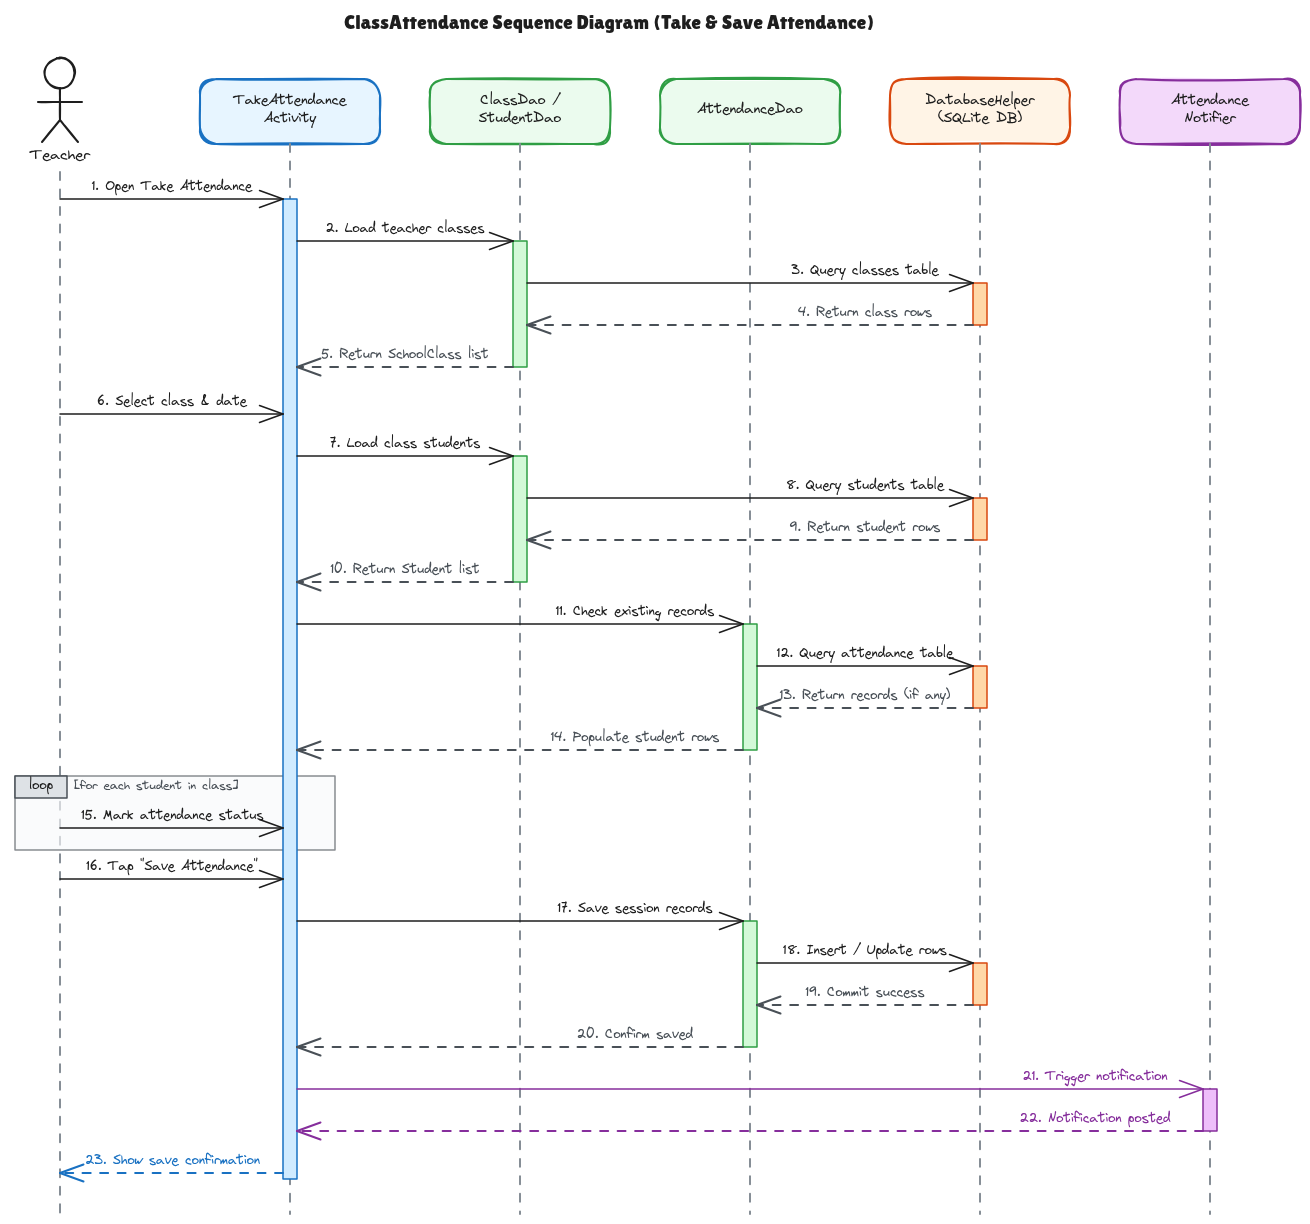 ClassAttendance Sequence Diagram (Take & Save Attendance)
Teacher
TakeAttendance
Activity
ClassDao /
StudentDao
AttendanceDao
DatabaseHelper
(SQLite DB)
Attendance
Notifier
1. Open Take Attendance
2. Load teacher classes
3. Query classes table
4. Return class rows
5. Return SchoolClass list
6. Select class & date
7. Load class students
8. Query students table
9. Return student rows
10. Return Student list
11. Check existing records
12. Query attendance table
13. Return records (if any)
14. Populate student rows
loop
[for each student in class]
15. Mark attendance status
16. Tap "Save Attendance"
17. Save session records
18. Insert / Update rows
19. Commit success
20. Confirm saved
21. Trigger notification
22. Notification posted
23. Show save confirmation